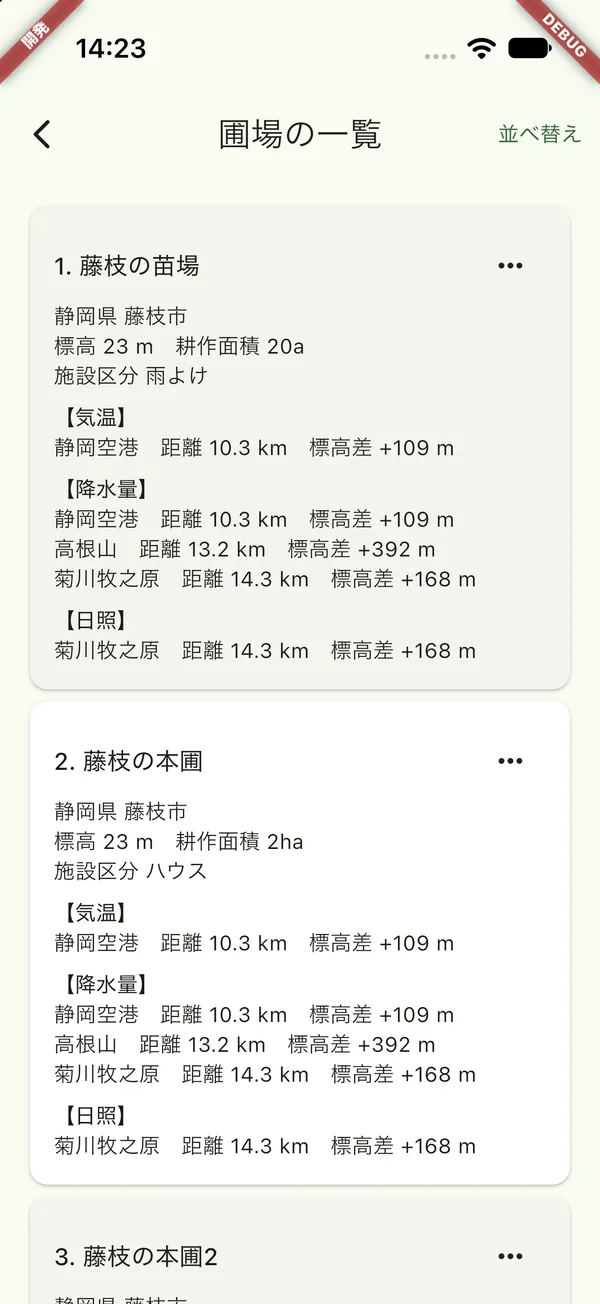 開発
DEBUG
14:23
圃場の一覧
並べ替え
1. 藤枝の苗場
静岡県 藤枝市
標高 23 m　耕作面積 20a
施設区分 雨よけ
【気温】
静岡空港　距離 10.3 km　標高差 +109 m
【降水量】
静岡空港　距離 10.3 km　標高差 +109 m
高根山　距離 13.2 km　標高差 +392 m
菊川牧之原　距離 14.3 km　標高差 +168 m
【日照】
菊川牧之原　距離 14.3 km　標高差 +168 m
2. 藤枝の本圃
静岡県 藤枝市
標高 23 m　耕作面積 2ha
施設区分 ハウス
【気温】
静岡空港　距離 10.3 km　標高差 +109 m
【降水量】
静岡空港　距離 10.3 km　標高差 +109 m
高根山　距離 13.2 km　標高差 +392 m
菊川牧之原　距離 14.3 km　標高差 +168 m
【日照】
菊川牧之原　距離 14.3 km　標高差 +168 m
3. 藤枝の本圃2